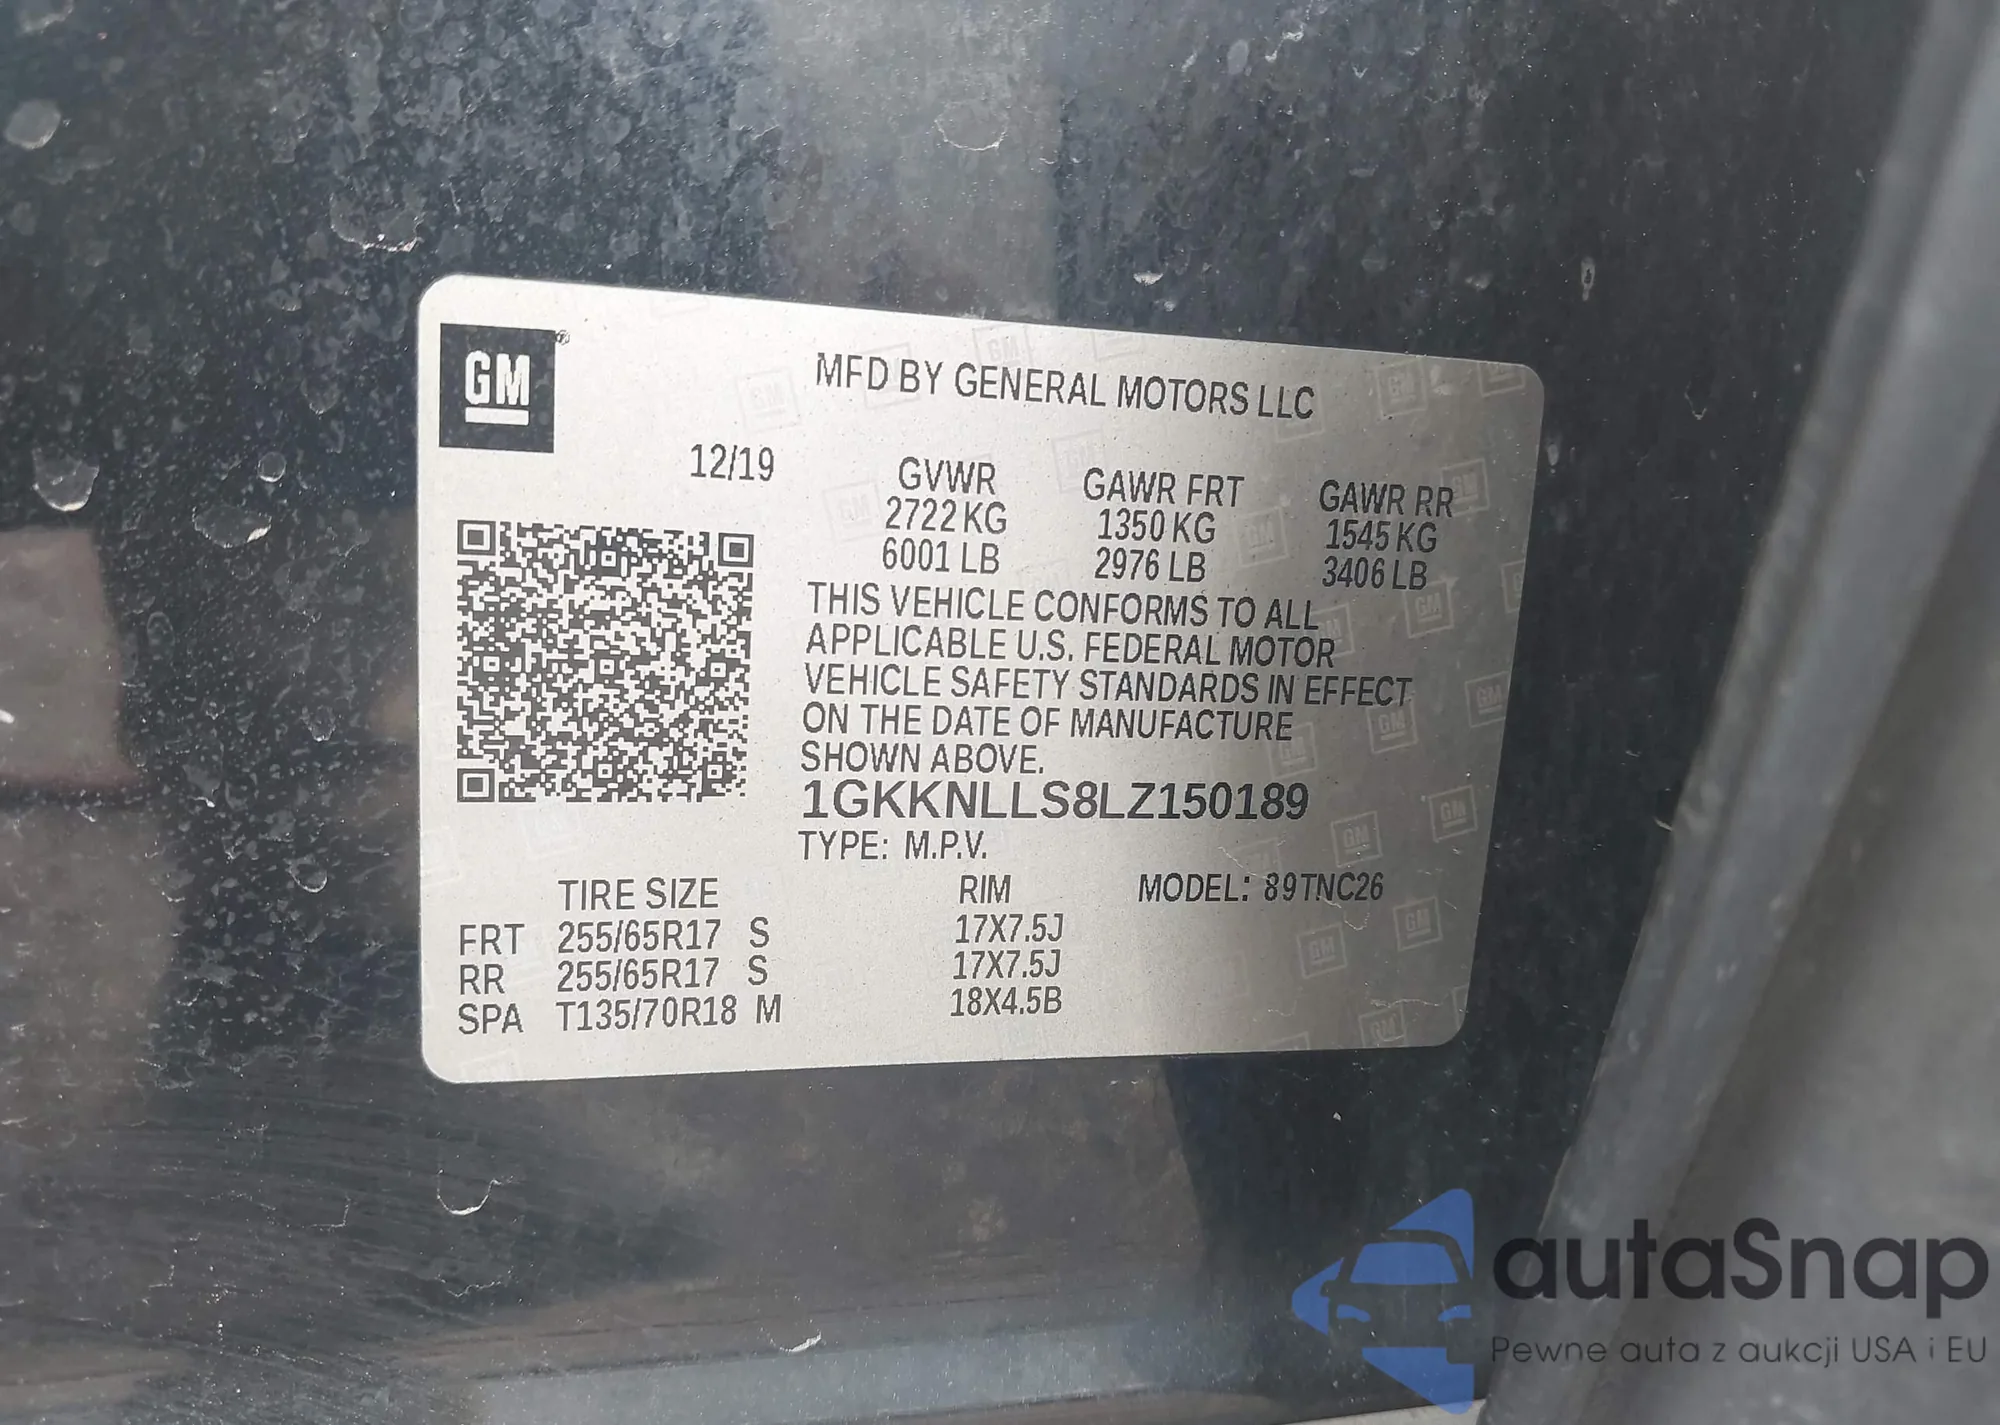 GM
MFD BY GENERAL MOTORS LLC
12/19
GVWR GAWR FRT GAWR RR
2722 KG 1350 KG 1545 KG
6001 LB 2976 LB 3406 LB
THIS VEHICLE CONFORMS TO ALL
APPLICABLE U.S. FEDERAL MOTOR
VEHICLE SAFETY STANDARDS IN EFFECT
ON THE DATE OF MANUFACTURE
SHOWN ABOVE.
1GKKNLLS8LZ150189
TYPE: M.P.V.
TIRE SIZE RIM MODEL: 89TNC26
FRT 255/65R17 S 17X7.5J
RR 255/65R17 S 17X7.5J
SPA T135/70R18 M 18X4.5B
autaSnap
Pewne auta z aukcji USA i EU